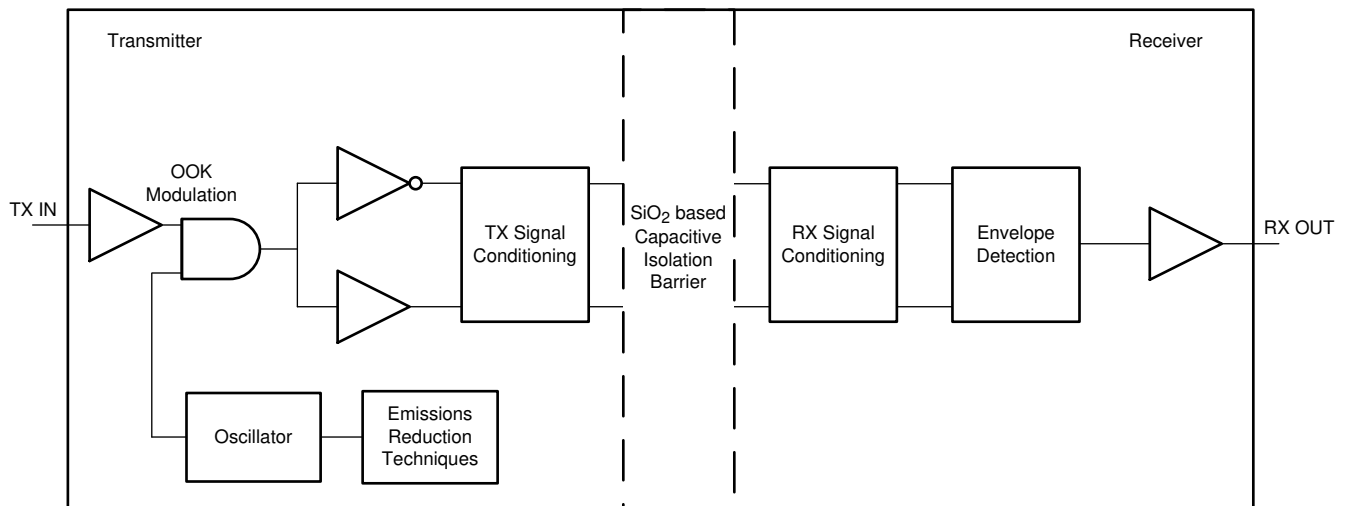 Transmitter
Receiver
OOK
Modulation
TX IN
TX Signal
Conditioning
SiO2 based
Capacitive
Isolation
Barrier
RX Signal
Conditioning
Envelope
Detection
RX OUT
Oscillator
Emissions
Reduction
Techniques